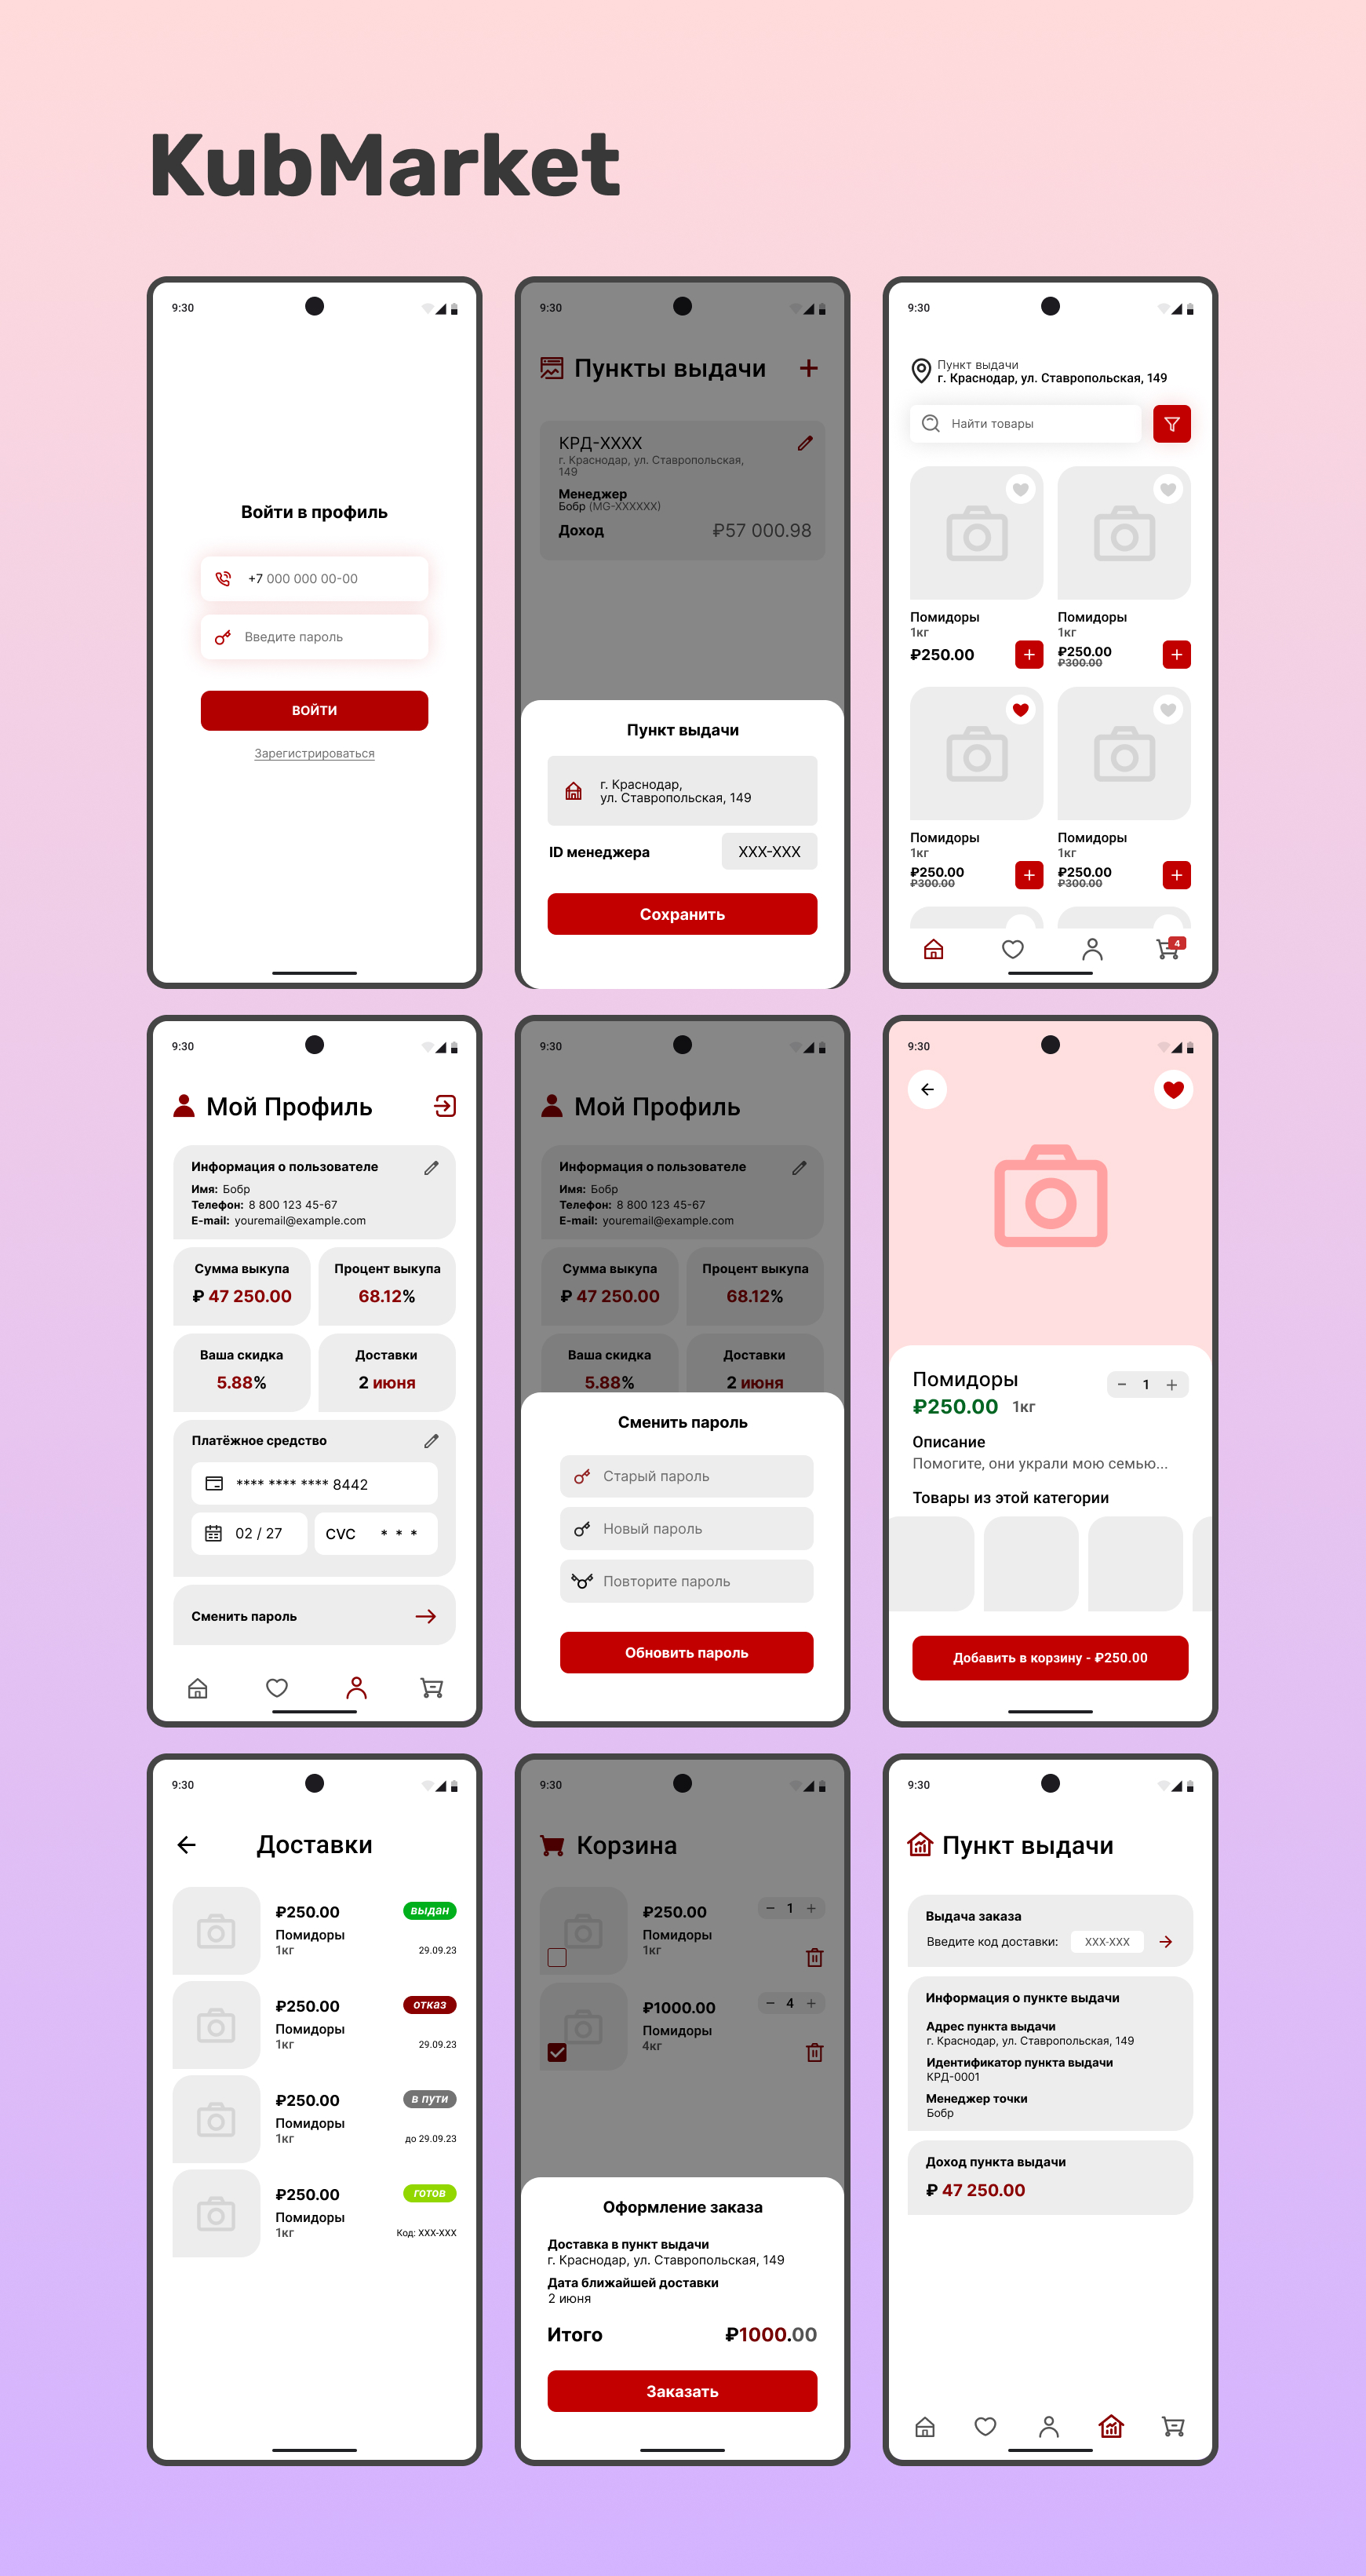 KubMarket
9:30
Войти в профиль
+7 000 000 00-00
Введите пароль
ВОЙТИ
Зарегистрироваться
9:30
Пункты выдачи
КРД-XXXX
г. Краснодар, ул. Ставропольская,
149
Менеджер
Бобр (MG-XXXXXX)
Доход ₽57 000.98
Пункт выдачи
г. Краснодар,
ул. Ставропольская, 149
ID менеджера XXX-XXX
Сохранить
9:30
Пункт выдачи
г. Краснодар, ул. Ставропольская, 149
Найти товары
Помидоры
1кг
₽250.00
Помидоры
1кг
₽250.00
₽300.00
Помидоры
1кг
₽250.00
₽300.00
Помидоры
1кг
₽250.00
₽300.00
4
9:30
Мой Профиль
Информация о пользователе
Имя: Бобр
Телефон: 8 800 123 45-67
E-mail: youremail@example.com
Сумма выкупа
₽ 47 250.00
Процент выкупа
68.12%
Ваша скидка
5.88%
Доставки
2 июня
Платёжное средство
**** **** **** 8442
02 / 27
CVC * * *
Сменить пароль
9:30
Мой Профиль
Информация о пользователе
Имя: Бобр
Телефон: 8 800 123 45-67
E-mail: youremail@example.com
Сумма выкупа
₽ 47 250.00
Процент выкупа
68.12%
Ваша скидка
5.88%
Доставки
2 июня
Сменить пароль
Старый пароль
Новый пароль
Повторите пароль
Обновить пароль
9:30
Помидоры
− 1 +
₽250.00 1кг
Описание
Помогите, они украли мою семью...
Товары из этой категории
Добавить в корзину - ₽250.00
9:30
Доставки
₽250.00
выдан
Помидоры
1кг
29.09.23
₽250.00
отказ
Помидоры
1кг
29.09.23
₽250.00
в пути
Помидоры
1кг
до 29.09.23
₽250.00
готов
Помидоры
1кг
Код: XXX-XXX
9:30
Корзина
₽250.00
− 1 +
Помидоры
1кг
₽1000.00
− 4 +
Помидоры
4кг
Оформление заказа
Доставка в пункт выдачи
г. Краснодар, ул. Ставропольская, 149
Дата ближайшей доставки
2 июня
Итого ₽1000.00
Заказать
9:30
Пункт выдачи
Выдача заказа
Введите код доставки: XXX-XXX
Информация о пункте выдачи
Адрес пункта выдачи
г. Краснодар, ул. Ставропольская, 149
Идентификатор пункта выдачи
КРД-0001
Менеджер точки
Бобр
Доход пункта выдачи
₽ 47 250.00